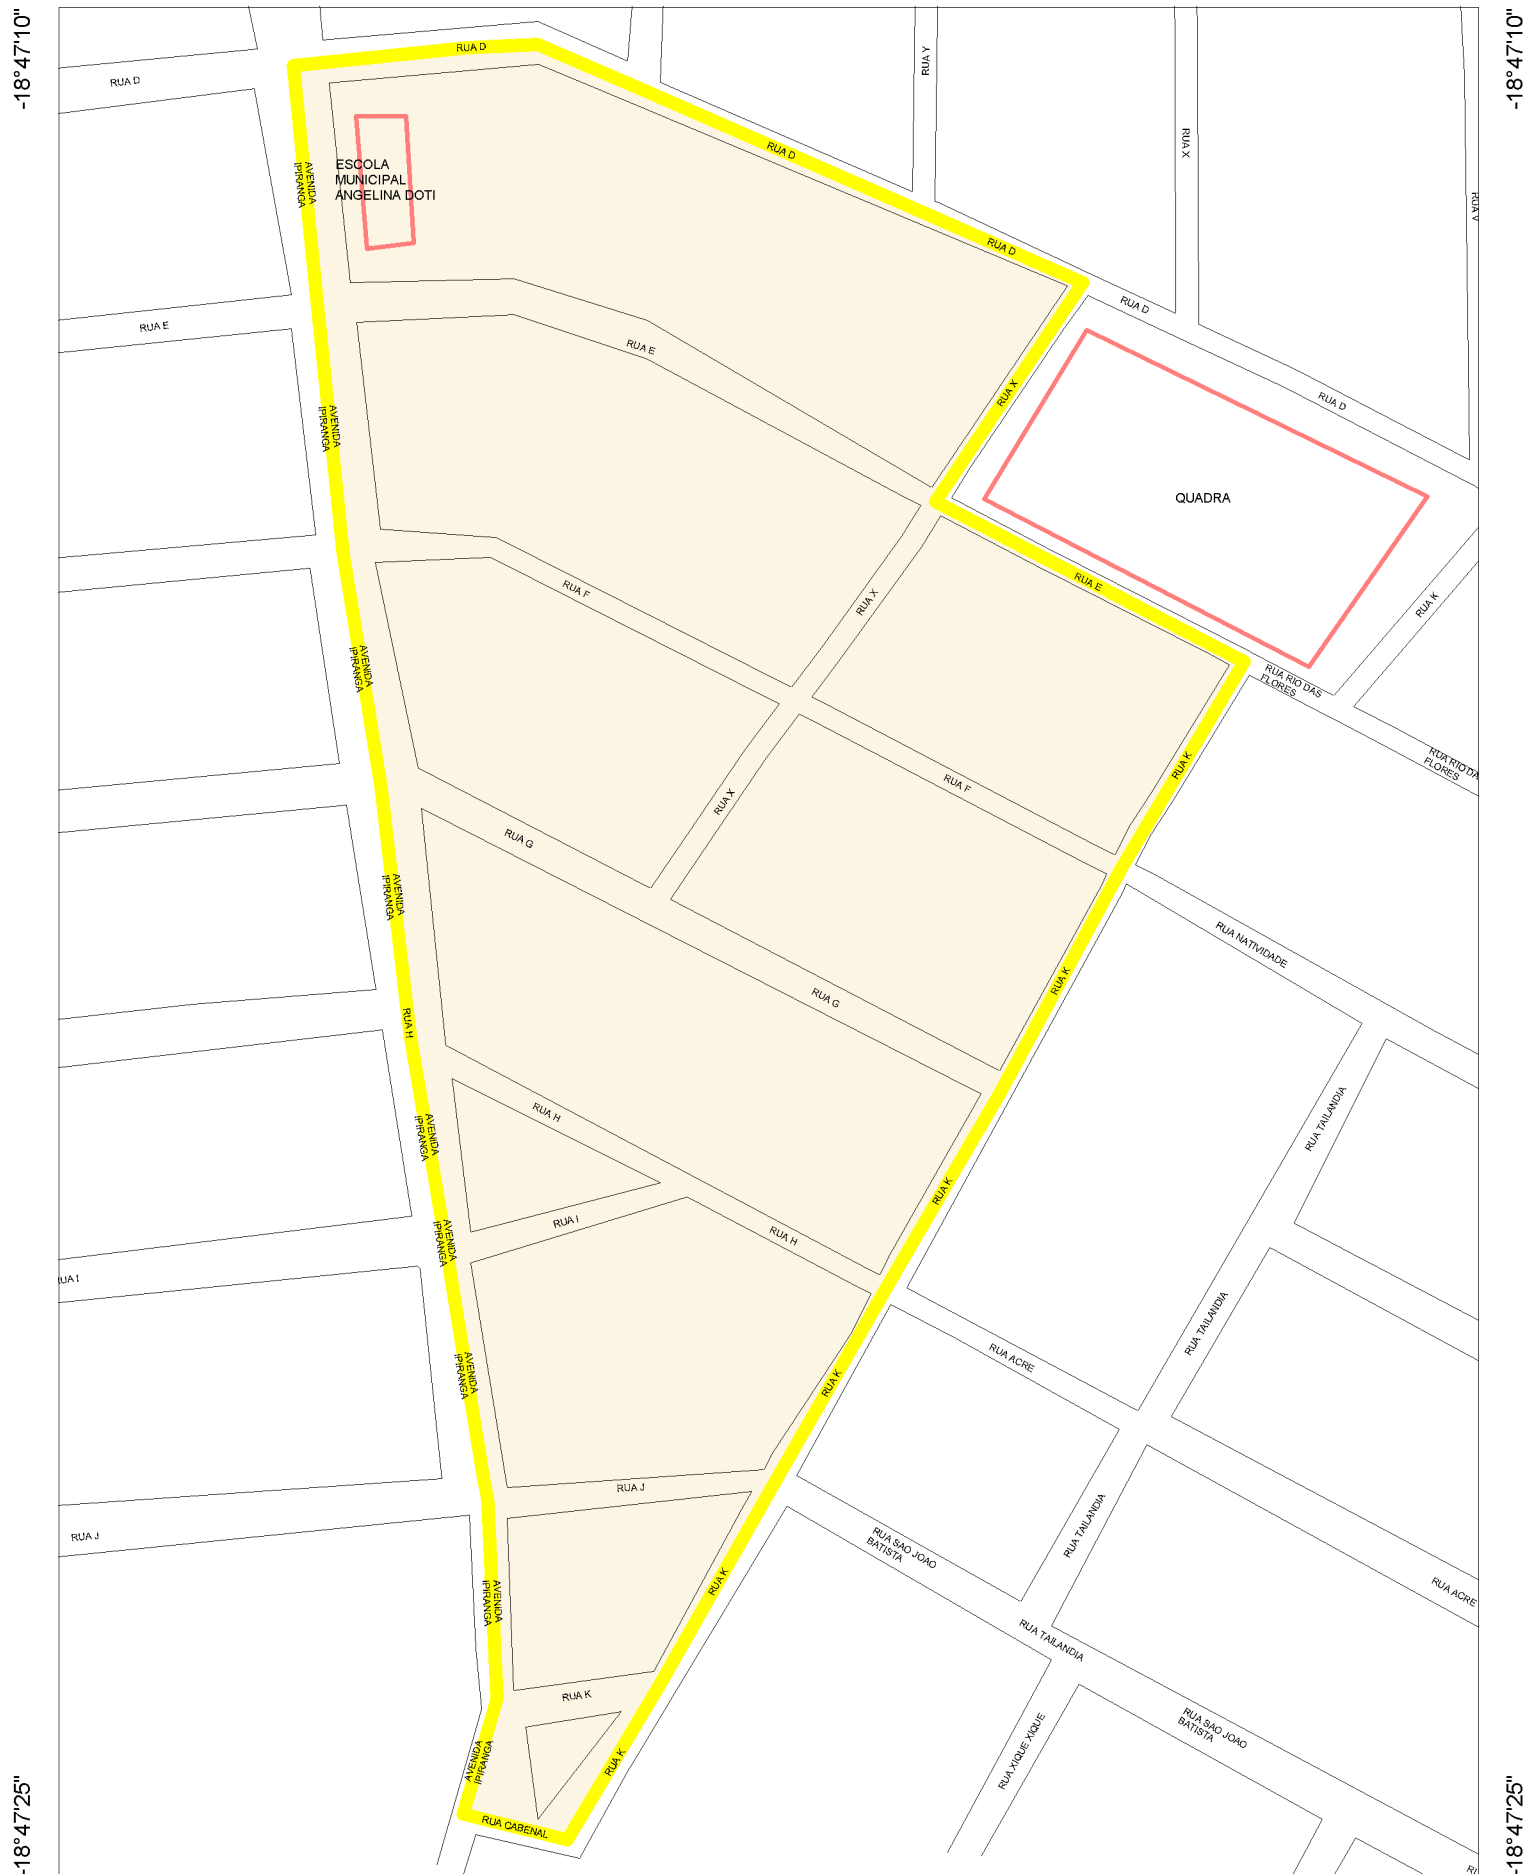 -18°47'10"
-18°47'10"
RUA D
RUA D
RUA Y
RUA X
RUA D
ESCOLA
MUNICIPAL
ANGELINA DOTI
AVENIDA
IPIRANGA
RUA V
RUA D
RUA D
RUA E
RUA E
RUA X
RUA D
AVENIDA
IPIRANGA
QUADRA
RUA F
RUA X
RUA E
RUA K
AVENIDA
IPIRANGA
RUA RIO DAS
FLORES
RUA K
RUA RIO DA
FLORES
RUA X
RUA F
RUA G
AVENIDA
IPIRANGA
RUA NATIVIDADE
RUA K
RUA G
RUA H
RUA H
AVENIDA
IPIRANGA
RUA TAILANDIA
RUA K
RUA I
RUA H
AVENIDA
IPIRANGA
UA I
RUA TAILANDIA
RUA ACRE
AVENIDA
IPIRANGA
RUA K
RUA J
RUA J
RUA TAILANDIA
RUA SAO JOAO
BATISTA
RUA K
AVENIDA
IPIRANGA
RUA ACRE
RUA TAILANDIA
RUA K
RUA XIQUE XIQUE
RUA SAO JOAO
BATISTA
AVENIDA
IPIRANGA
RUA K
RUA CABENAL
-18°47'25"
-18°47'25"